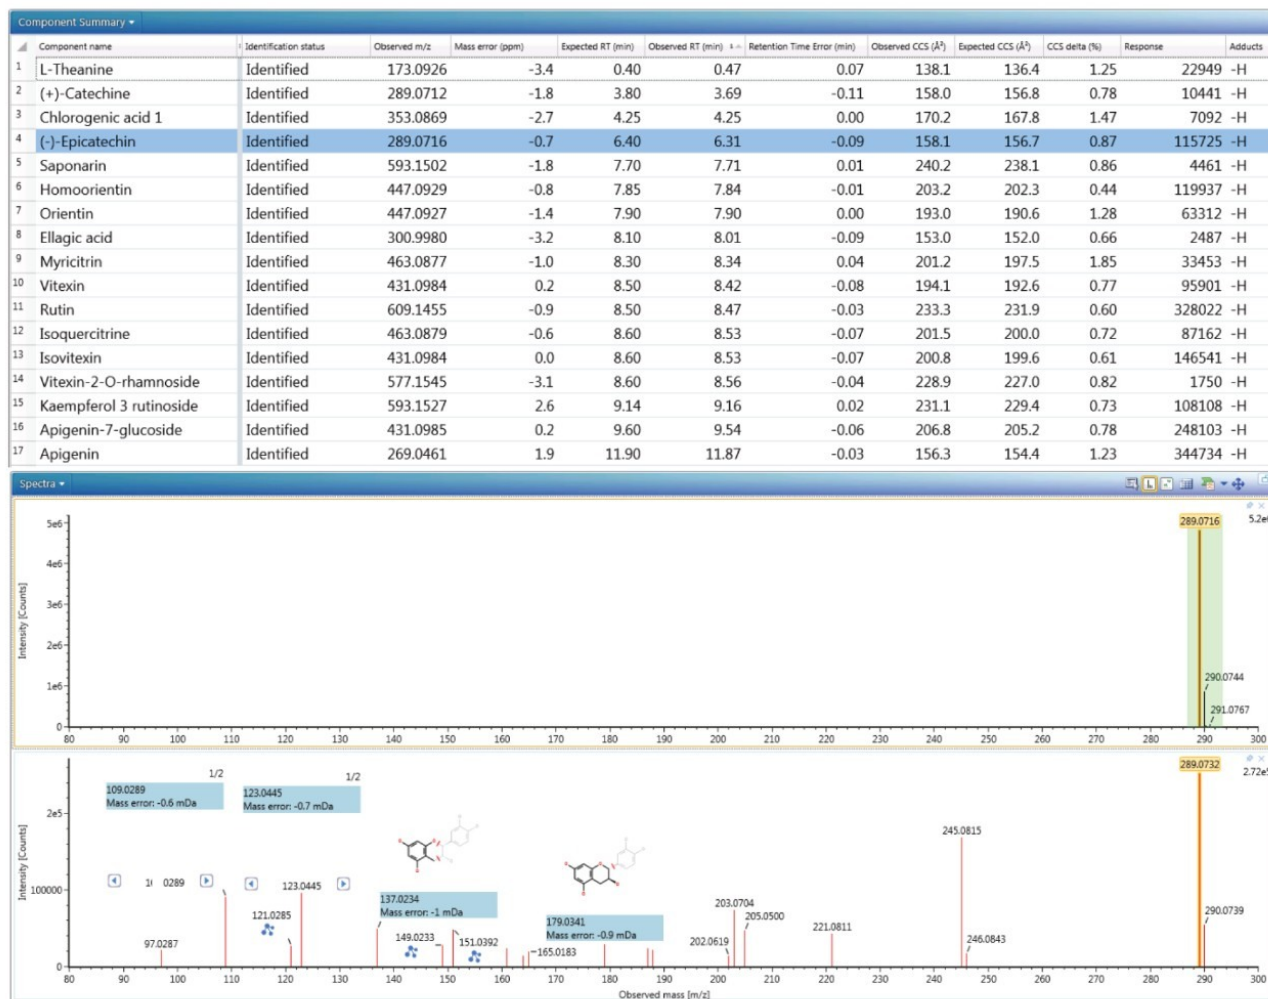 Component Summary
Component name Identification status Observed m/z Mass error (ppm) Expected RT (min) Observed RT (min) 1 Retention Time Error (min) Observed CCS (Å²) Expected CCS (Å²) CCS delta (%) Response Adducts
1 L-Theanine Identified 173.0926 -3.4 0.40 0.47 0.07 138.1 136.4 1.25 22949 -H
2 (+)-Catechine Identified 289.0712 -1.8 3.80 3.69 -0.11 158.0 156.8 0.78 10441 -H
3 Chlorogenic acid 1 Identified 353.0869 -2.7 4.25 4.25 0.00 170.2 167.8 1.47 7092 -H
4 (-)-Epicatechin Identified 289.0716 -0.7 6.40 6.31 -0.09 158.1 156.7 0.87 115725 -H
5 Saponarin Identified 593.1502 -1.8 7.70 7.71 0.01 240.2 238.1 0.86 4461 -H
6 Homoorientin Identified 447.0929 -0.8 7.85 7.84 -0.01 203.2 202.3 0.44 119937 -H
7 Orientin Identified 447.0927 -1.4 7.90 7.90 0.00 193.0 190.6 1.28 63312 -H
8 Ellagic acid Identified 300.9980 -3.2 8.10 8.01 -0.09 153.0 152.0 0.66 2487 -H
9 Myricitrin Identified 463.0877 -1.0 8.30 8.34 0.04 201.2 197.5 1.85 33453 -H
10 Vitexin Identified 431.0984 0.2 8.50 8.42 -0.08 194.1 192.6 0.77 95901 -H
11 Rutin Identified 609.1455 -0.9 8.50 8.47 -0.03 233.3 231.9 0.60 328022 -H
12 Isoquercitrine Identified 463.0879 -0.6 8.60 8.53 -0.07 201.5 200.0 0.72 87162 -H
13 Isovitexin Identified 431.0984 0.0 8.60 8.53 -0.07 200.8 199.6 0.61 146541 -H
14 Vitexin-2-O-rhamnoside Identified 577.1545 -3.1 8.60 8.56 -0.04 228.9 227.0 0.82 1750 -H
15 Kaempferol 3 rutinoside Identified 593.1527 2.6 9.14 9.16 0.02 231.1 229.4 0.73 108108 -H
16 Apigenin-7-glucoside Identified 431.0985 0.2 9.60 9.54 -0.06 206.8 205.2 0.78 248103 -H
17 Apigenin Identified 269.0461 1.9 11.90 11.87 -0.03 156.3 154.4 1.23 344734 -H
Spectra
5.2e
289.0716
5e6
4e6
3e6
2e6
1e6
0
Intensity [Counts]
290.0744
291.0767
80 90 100 110 120 130 140 150 160 170 180 190 200 210 220 230 240 250 260 270 280 290 300
289.0732
2.72e
1/2
1/2
109.0289
Mass error: -0.6 mDa
123.0445
Mass error: -0.7 mDa
2e5
100000
0
Intensity [Counts]
245.0815
0289
123.0445
137.0234
Mass error: -1 mDa
121.0285
203.0704
205.0500
290.0739
179.0341
Mass error: -0.9 mDa
97.0287
149.0233
151.0392
165.0183
202.0619
221.0811
246.0843
80 90 100 110 120 130 140 150 160 170 180 190 200 210 220 230 240 250 260 270 280 290 300
Observed mass [m/z]